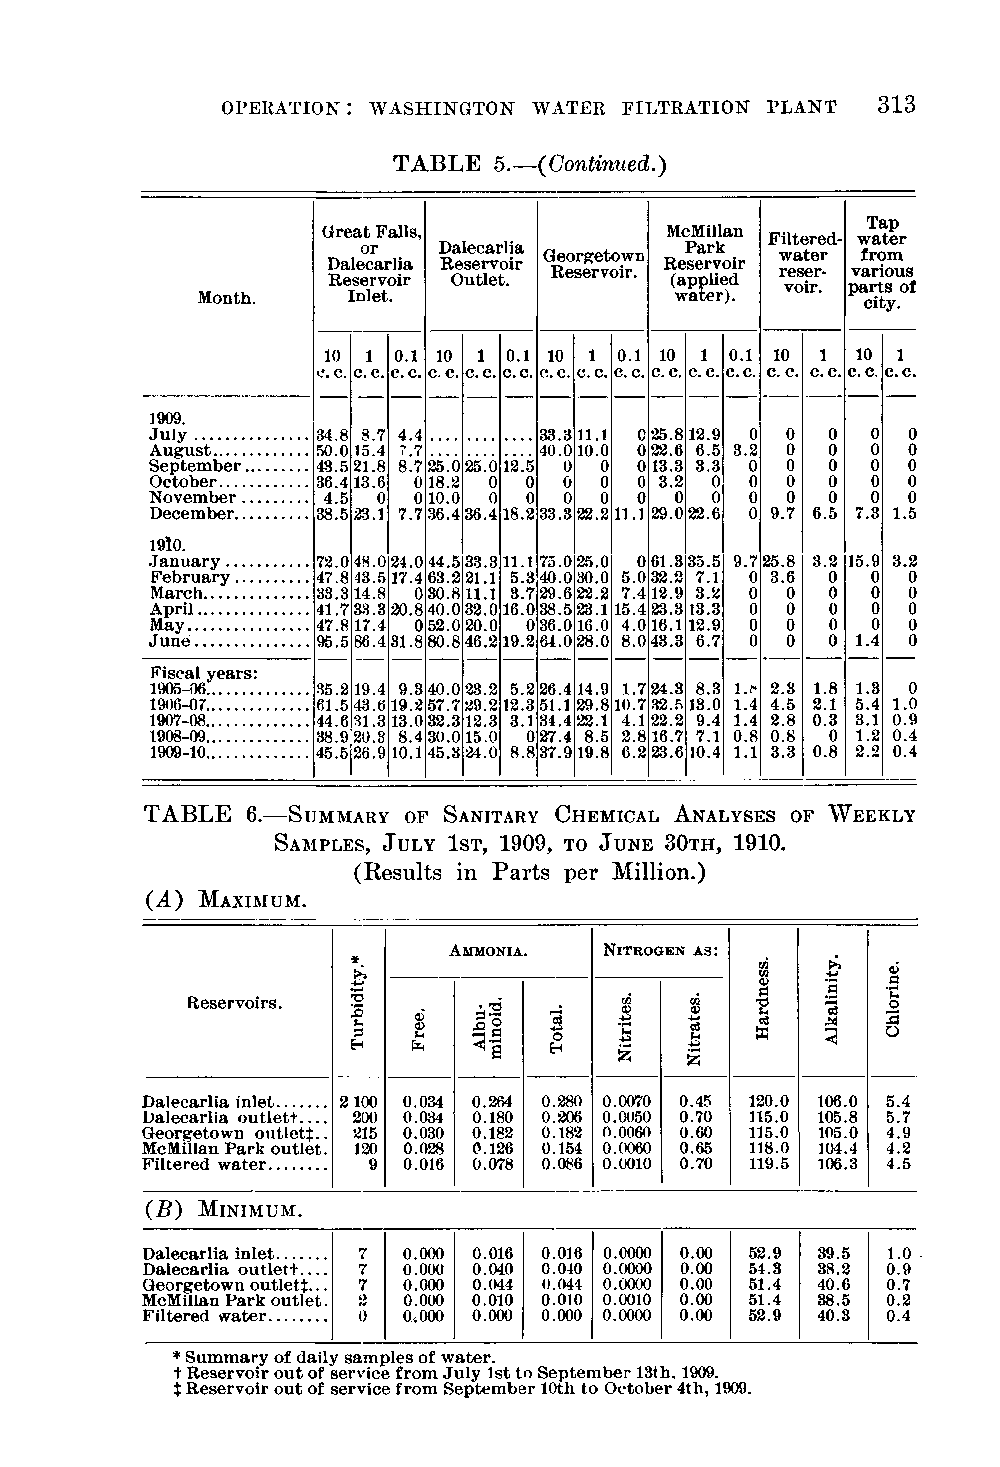 OPERATION: WASHINGTON WATER FILTRATION PLANT 313
TABLE 5.—(Continued.)
Month. Great Falls, or Dalecarlia Reservoir Inlet. Dalecarlia Reservoir Outlet. Georgetown Reservoir. McMillan Park Reservoir (applied water). Filtered-water reser-voir. Tap water from various parts of city.
10 c. c. 1 c. c. 0.1 c. c. 10 c. c. 1 c. c. 0.1 c. c. 10 c. c. 1 c. c. 0.1 c. c. 10 c. c. 1 c. c. 0.1 c. c. 10 c. c. 1 c. c. 10 c. c. 1 c. c.
1909.
July ............... 34.8 8.7 4.4 .... .... .... 33.3 11.1 0 25.8 12.9 0 0 0 0 0
August ............. 50.0 15.4 7.7 .... .... .... 40.0 10.0 0 22.6 6.5 3.2 0 0 0 0
September ......... 43.5 21.8 8.7 25.0 25.0 12.5 0 0 0 13.3 3.3 0 0 0 0 0
October ............ 36.4 13.6 0 18.2 0 0 0 0 0 3.2 0 0 0 0 0 0
November ......... 4.5 0 0 10.0 0 0 0 0 0 0 0 0 0 0 0 0
December .......... 38.5 23.1 7.7 36.4 36.4 18.2 33.3 22.2 11.1 29.0 22.6 0 9.7 6.5 7.3 1.5
1910.
January ........... 72.0 48.0 24.0 44.5 33.3 11.1 75.0 25.0 0 61.3 35.5 9.7 25.8 3.2 15.9 3.2
February .......... 47.8 43.5 17.4 63.2 21.1 5.3 40.0 30.0 5.0 32.2 7.1 0 3.6 0 0 0
March .............. 33.3 14.8 0 30.8 11.1 3.7 29.6 22.2 7.4 12.9 3.2 0 0 0 0 0
April ............... 41.7 33.3 20.8 40.0 32.0 16.0 38.5 23.1 15.4 23.3 13.3 0 0 0 0 0
May ................ 47.8 17.4 0 52.0 20.0 0 36.0 16.0 4.0 16.1 12.9 0 0 0 0 0
June ............... 95.5 86.4 31.8 80.8 46.2 19.2 64.0 28.0 8.0 43.3 6.7 0 0 0 1.4 0
Fiscal years:
1905-06 ............. 35.2 19.4 9.3 40.0 23.2 5.2 26.4 14.9 1.7 24.3 8.3 2.3 1.8 1.3 0
1906-07 ............. 61.5 43.6 19.2 57.7 29.2 12.3 51.1 29.8 10.7 32.5 18.0 1.4 4.5 2.1 5.4 1.0
1907-08 ............. 44.6 31.3 13.0 32.3 12.3 3.1 34.4 22.1 4.1 22.2 9.4 1.4 2.8 0.3 3.1 0.9
1908-09 ............. 38.9 20.3 8.4 30.0 15.0 0 27.4 8.5 2.8 16.7 7.1 0.8 0.8 0 1.2 0.4
1909-10 ............. 45.5 26.9 10.1 45.3 24.0 8.8 37.9 19.8 6.2 23.6 10.4 1.1 3.3 0.8 2.2 0.4
TABLE 6.—SUMMARY OF SANITARY CHEMICAL ANALYSES OF WEEKLY
SAMPLES, JULY 1ST, 1909, TO JUNE 30TH, 1910.
(Results in Parts per Million.)
(A) MAXIMUM.
Reservoirs. Turbidity.* AMMONIA. NITROGEN AS: Hardness. Alkalinity. Chlorine.
Free. Albu-minoid. Total. Nitrites. Nitrates.
Dalecarlia inlet ....... 2 100 0.034 0.264 0.280 0.0070 0.45 120.0 106.0 5.4
Dalecarlia outlet† .... 200 0.034 0.180 0.206 0.0050 0.70 115.0 105.8 5.7
Georgetown outlet‡ .. 215 0.030 0.182 0.182 0.0060 0.60 115.0 105.0 4.9
McMillan Park outlet. 120 0.028 0.126 0.154 0.0060 0.65 118.0 104.4 4.2
Filtered water ........ 9 0.016 0.078 0.086 0.0010 0.70 119.5 106.3 4.5
(B) MINIMUM.
Dalecarlia inlet ....... 7 0.000 0.016 0.016 0.0000 0.00 52.9 39.5 1.0
Dalecarlia outlet† .... 7 0.000 0.040 0.040 0.0000 0.00 54.3 38.2 0.9
Georgetown outlet‡ ... 7 0.000 0.044 0.044 0.0000 0.00 51.4 40.6 0.7
McMillan Park outlet. 2 0.000 0.010 0.010 0.0010 0.00 51.4 38.5 0.2
Filtered water ........ 0 0.000 0.000 0.000 0.0000 0.00 52.9 40.3 0.4
* Summary of daily samples of water.
† Reservoir out of service from July 1st to September 13th, 1909.
‡ Reservoir out of service from September 10th to October 4th, 1909.